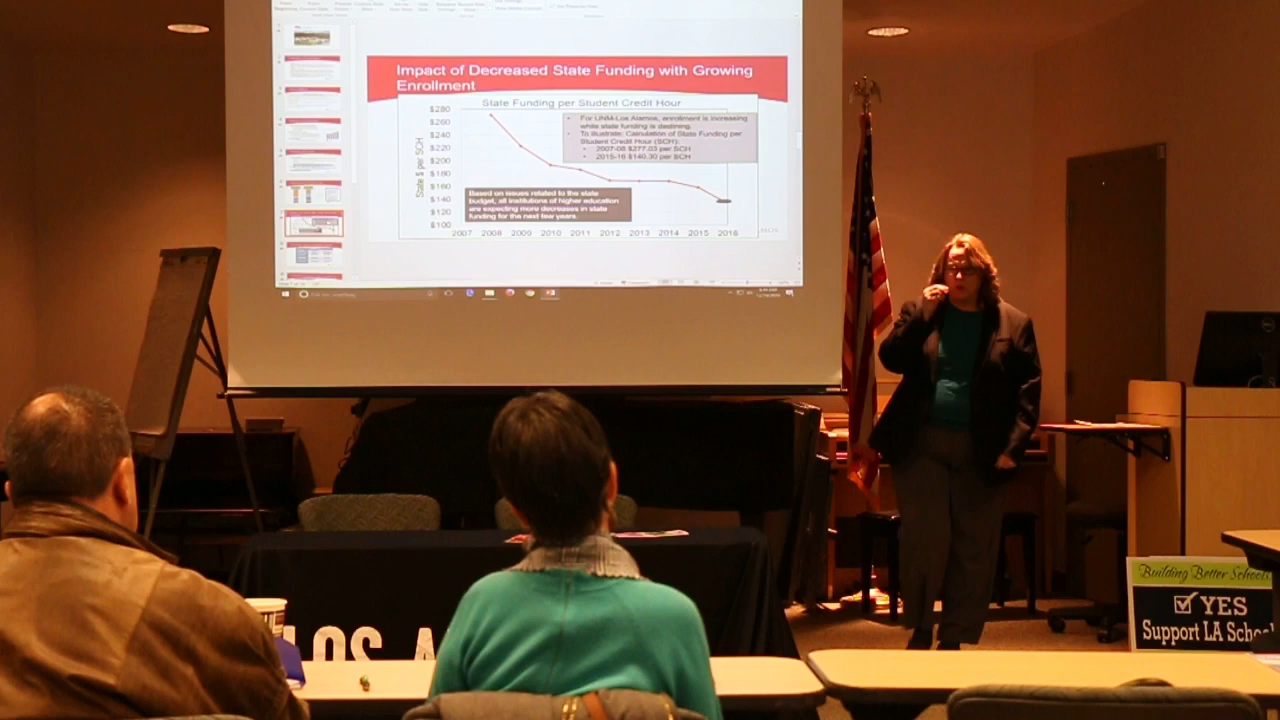 Impact of Decreased State Funding with Growing
Enrollment
State Funding per Student Credit Hour
$280
$260
$240
$220
$200
$180
$160
$140
$120
$100
State $ per SCH
• For UNM-Los Alamos, enrollment is increasing
while state funding is declining.
• To illustrate: Calculation of State Funding per
Student Credit Hour (SCH):
• 2007-08 $277.03 per SCH
• 2015-16 $140.30 per SCH
Based on issues related to the state
budget, all institutions of higher education
are expecting more decreases in state
funding for the next few years.
2007 2008 2009 2010 2011 2012 2013 2014 2015 2016
LOS A
Building Better Schools
YES
Support LA Schoo